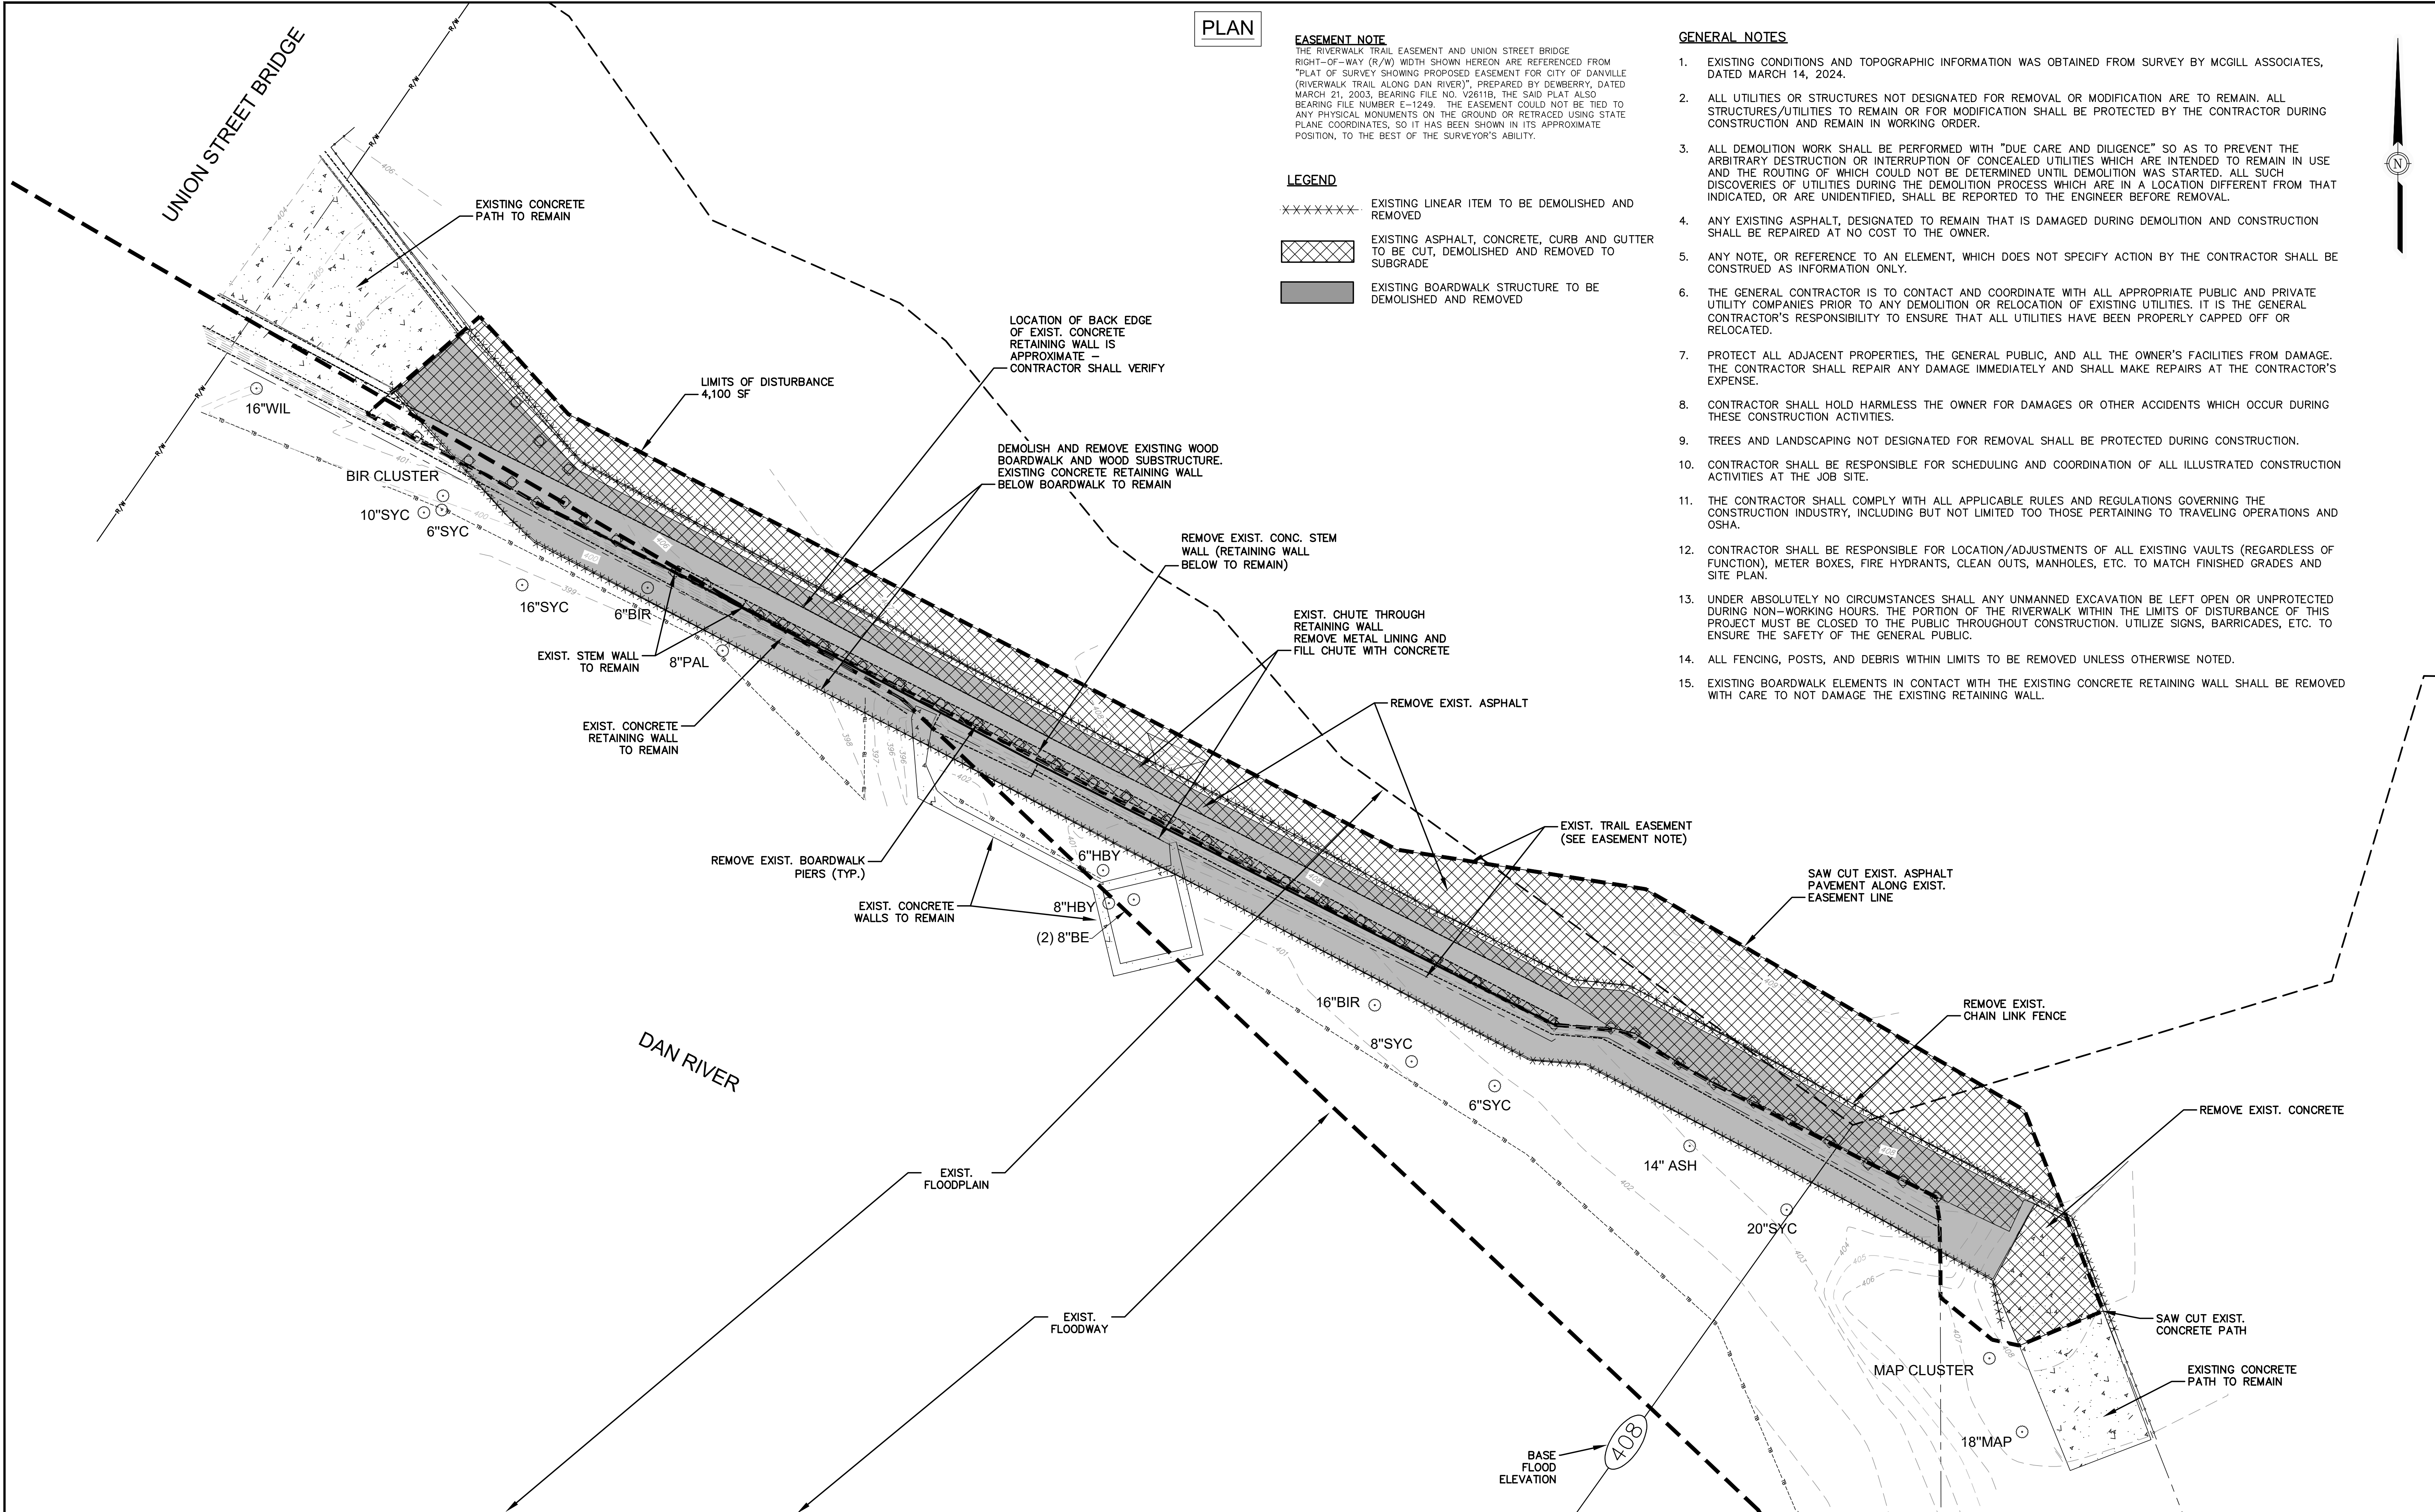 PLAN
EASEMENT NOTE
THE RIVERWALK TRAIL EASEMENT AND UNION STREET BRIDGE
RIGHT-OF-WAY (R/W) WIDTH SHOWN HEREON ARE REFERENCED FROM
"PLAT OF SURVEY SHOWING PROPOSED EASEMENT FOR CITY OF DANVILLE
(RIVERWALK TRAIL ALONG DAN RIVER)", PREPARED BY DEWBERRY, DATED
MARCH 21, 2003, BEARING FILE NO. V2611B, THE SAID PLAT ALSO
BEARING FILE NUMBER E-1249. THE EASEMENT COULD NOT BE TIED TO
ANY PHYSICAL MONUMENTS ON THE GROUND OR RETRACED USING STATE
PLANE COORDINATES, SO IT HAS BEEN SHOWN IN ITS APPROXIMATE
POSITION, TO THE BEST OF THE SURVEYOR'S ABILITY.
LEGEND
EXISTING LINEAR ITEM TO BE DEMOLISHED AND
REMOVED
EXISTING ASPHALT, CONCRETE, CURB AND GUTTER
TO BE CUT, DEMOLISHED AND REMOVED TO
SUBGRADE
EXISTING BOARDWALK STRUCTURE TO BE
DEMOLISHED AND REMOVED
GENERAL NOTES
1. EXISTING CONDITIONS AND TOPOGRAPHIC INFORMATION WAS OBTAINED FROM SURVEY BY MCGILL ASSOCIATES,
DATED MARCH 14, 2024.
2. ALL UTILITIES OR STRUCTURES NOT DESIGNATED FOR REMOVAL OR MODIFICATION ARE TO REMAIN. ALL
STRUCTURES/UTILITIES TO REMAIN OR FOR MODIFICATION SHALL BE PROTECTED BY THE CONTRACTOR DURING
CONSTRUCTION AND REMAIN IN WORKING ORDER.
3. ALL DEMOLITION WORK SHALL BE PERFORMED WITH "DUE CARE AND DILIGENCE" SO AS TO PREVENT THE
ARBITRARY DESTRUCTION OR INTERRUPTION OF CONCEALED UTILITIES WHICH ARE INTENDED TO REMAIN IN USE
AND THE ROUTING OF WHICH COULD NOT BE DETERMINED UNTIL DEMOLITION WAS STARTED. ALL SUCH
DISCOVERIES OF UTILITIES DURING THE DEMOLITION PROCESS WHICH ARE IN A LOCATION DIFFERENT FROM THAT
INDICATED, OR ARE UNIDENTIFIED, SHALL BE REPORTED TO THE ENGINEER BEFORE REMOVAL.
4. ANY EXISTING ASPHALT, DESIGNATED TO REMAIN THAT IS DAMAGED DURING DEMOLITION AND CONSTRUCTION
SHALL BE REPAIRED AT NO COST TO THE OWNER.
5. ANY NOTE, OR REFERENCE TO AN ELEMENT, WHICH DOES NOT SPECIFY ACTION BY THE CONTRACTOR SHALL BE
CONSTRUED AS INFORMATION ONLY.
6. THE GENERAL CONTRACTOR IS TO CONTACT AND COORDINATE WITH ALL APPROPRIATE PUBLIC AND PRIVATE
UTILITY COMPANIES PRIOR TO ANY DEMOLITION OR RELOCATION OF EXISTING UTILITIES. IT IS THE GENERAL
CONTRACTOR'S RESPONSIBILITY TO ENSURE THAT ALL UTILITIES HAVE BEEN PROPERLY CAPPED OFF OR
RELOCATED.
7. PROTECT ALL ADJACENT PROPERTIES, THE GENERAL PUBLIC, AND ALL THE OWNER'S FACILITIES FROM DAMAGE.
THE CONTRACTOR SHALL REPAIR ANY DAMAGE IMMEDIATELY AND SHALL MAKE REPAIRS AT THE CONTRACTOR'S
EXPENSE.
8. CONTRACTOR SHALL HOLD HARMLESS THE OWNER FOR DAMAGES OR OTHER ACCIDENTS WHICH OCCUR DURING
THESE CONSTRUCTION ACTIVITIES.
9. TREES AND LANDSCAPING NOT DESIGNATED FOR REMOVAL SHALL BE PROTECTED DURING CONSTRUCTION.
10. CONTRACTOR SHALL BE RESPONSIBLE FOR SCHEDULING AND COORDINATION OF ALL ILLUSTRATED CONSTRUCTION
ACTIVITIES AT THE JOB SITE.
11. THE CONTRACTOR SHALL COMPLY WITH ALL APPLICABLE RULES AND REGULATIONS GOVERNING THE
CONSTRUCTION INDUSTRY, INCLUDING BUT NOT LIMITED TOO THOSE PERTAINING TO TRAVELING OPERATIONS AND
OSHA.
12. CONTRACTOR SHALL BE RESPONSIBLE FOR LOCATION/ADJUSTMENTS OF ALL EXISTING VAULTS (REGARDLESS OF
FUNCTION), METER BOXES, FIRE HYDRANTS, CLEAN OUTS, MANHOLES, ETC. TO MATCH FINISHED GRADES AND
SITE PLAN.
13. UNDER ABSOLUTELY NO CIRCUMSTANCES SHALL ANY UNMANNED EXCAVATION BE LEFT OPEN OR UNPROTECTED
DURING NON-WORKING HOURS. THE PORTION OF THE RIVERWALK WITHIN THE LIMITS OF DISTURBANCE OF THIS
PROJECT MUST BE CLOSED TO THE PUBLIC THROUGHOUT CONSTRUCTION. UTILIZE SIGNS, BARRICADES, ETC. TO
ENSURE THE SAFETY OF THE GENERAL PUBLIC.
14. ALL FENCING, POSTS, AND DEBRIS WITHIN LIMITS TO BE REMOVED UNLESS OTHERWISE NOTED.
15. EXISTING BOARDWALK ELEMENTS IN CONTACT WITH THE EXISTING CONCRETE RETAINING WALL SHALL BE REMOVED
WITH CARE TO NOT DAMAGE THE EXISTING RETAINING WALL.
N
UNION STREET BRIDGE
R/W
R/W
R/W
R/W
R/W
406
404
405
406
EXISTING CONCRETE
PATH TO REMAIN
LOCATION OF BACK EDGE
OF EXIST. CONCRETE
RETAINING WALL IS
APPROXIMATE -
CONTRACTOR SHALL VERIFY
LIMITS OF DISTURBANCE
4,100 SF
DEMOLISH AND REMOVE EXISTING WOOD
BOARDWALK AND WOOD SUBSTRUCTURE.
EXISTING CONCRETE RETAINING WALL
BELOW BOARDWALK TO REMAIN
16"WIL
401
BIR CLUSTER
10"SYC
6"SYC
400
400
406
399
16"SYC
6"BIR
8"PAL
REMOVE EXIST. CONC. STEM
WALL (RETAINING WALL
BELOW TO REMAIN)
EXIST. CHUTE THROUGH
RETAINING WALL
REMOVE METAL LINING AND
FILL CHUTE WITH CONCRETE
EXIST. STEM WALL
TO REMAIN
EXIST. CONCRETE
RETAINING WALL
TO REMAIN
408
REMOVE EXIST. ASPHALT
398
397
396
396
402
401
EXIST. TRAIL EASEMENT
(SEE EASEMENT NOTE)
REMOVE EXIST. BOARDWALK
PIERS (TYP.)
6"HBY
8"HBY
(2) 8"BE
EXIST. CONCRETE
WALLS TO REMAIN
408
SAW CUT EXIST. ASPHALT
PAVEMENT ALONG EXIST.
EASEMENT LINE
401
409
16"BIR
8"SYC
6"SYC
REMOVE EXIST.
CHAIN LINK FENCE
DAN RIVER
REMOVE EXIST. CONCRETE
14" ASH
408
402
20"SYC
403
404
405
406
EXIST.
FLOODPLAIN
EXIST.
FLOODWAY
SAW CUT EXIST.
CONCRETE PATH
407
408
MAP CLUSTER
EXISTING CONCRETE
PATH TO REMAIN
18"MAP
BASE
FLOOD
ELEVATION
408